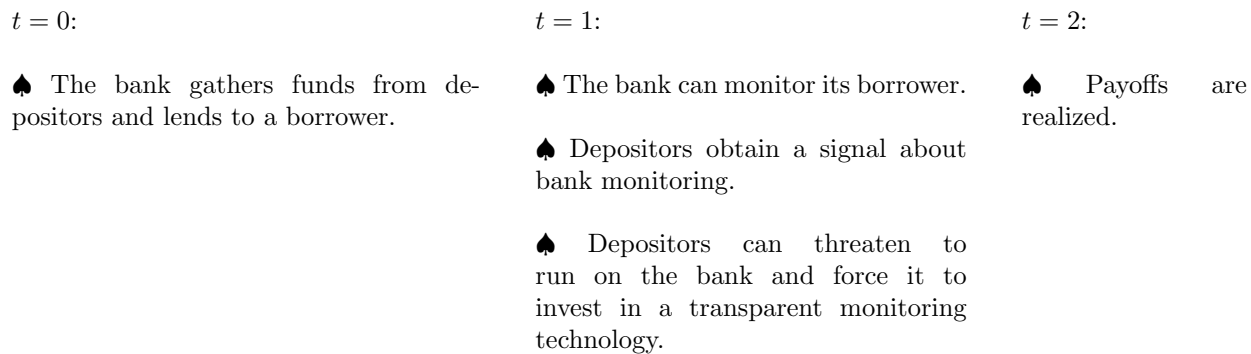 t = 0:
♠ The bank gathers funds from de-
positors and lends to a borrower.
t = 1:
♠ The bank can monitor its borrower.
♠ Depositors obtain a signal about
bank monitoring.
♠ Depositors can threaten to
run on the bank and force it to
invest in a transparent monitoring
technology.
t = 2:
♠ Payoffs are
realized.